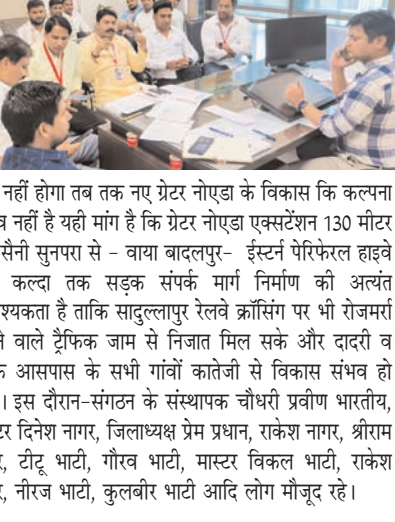 नहीं होगा तब तक नए ग्रेटर नोएडा के विकास कि कल्पना
नहीं है यही मांग है कि ग्रेटर नोएडा एक्सटेंशन 130 मीटर
सैनी सुनपरा से - वाया बादलपुर- ईस्टर्न पेरिफेरल हाइवे
कल्दा तक सड़क संपर्क मार्ग निर्माण की अत्यंत
श्यकता है ताकि सादुल्लापुर रेलवे क्रॉसिंग पर भी रोजमर्रा
वाले ट्रैफिक जाम से निजात मिल सके और दादरी व
आसपास के सभी गांवों कातेजी से विकास संभव हो
। इस दौरान-संगठन के संस्थापक चौधरी प्रवीण भारतीय,
टर दिनेश नागर, जिलाध्यक्ष प्रेम प्रधान, राकेश नागर, श्रीराम
, टीटू भाटी, गौरव भाटी, मास्टर विकल भाटी, राकेश
, नीरज भाटी, कुलबीर भाटी आदि लोग मौजूद रहे।